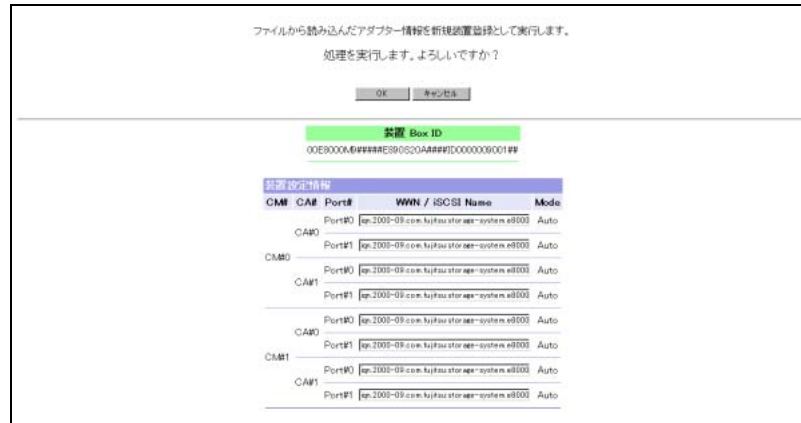 ファイルから読み込んだアダプター情報を新規装置登録として実行します。
処理を実行します。よろしいですか?
OK キャンセル
装置 Box ID
00E8000M9#####E890S20A####ID0000009001##
装置設定情報
CM# CA# Port# WWN / iSCSI Name Mode
CM#0 CA#0 Port#0 iqn.2000-09.com.fujitsu:storage-system.e8000 Auto
Port#1 iqn.2000-09.com.fujitsu:storage-system.e8000 Auto
CA#1 Port#0 iqn.2000-09.com.fujitsu:storage-system.e8000 Auto
Port#1 iqn.2000-09.com.fujitsu:storage-system.e8000 Auto
CM#1 CA#0 Port#0 iqn.2000-09.com.fujitsu:storage-system.e8000 Auto
Port#1 iqn.2000-09.com.fujitsu:storage-system.e8000 Auto
CA#1 Port#0 iqn.2000-09.com.fujitsu:storage-system.e8000 Auto
Port#1 iqn.2000-09.com.fujitsu:storage-system.e8000 Auto